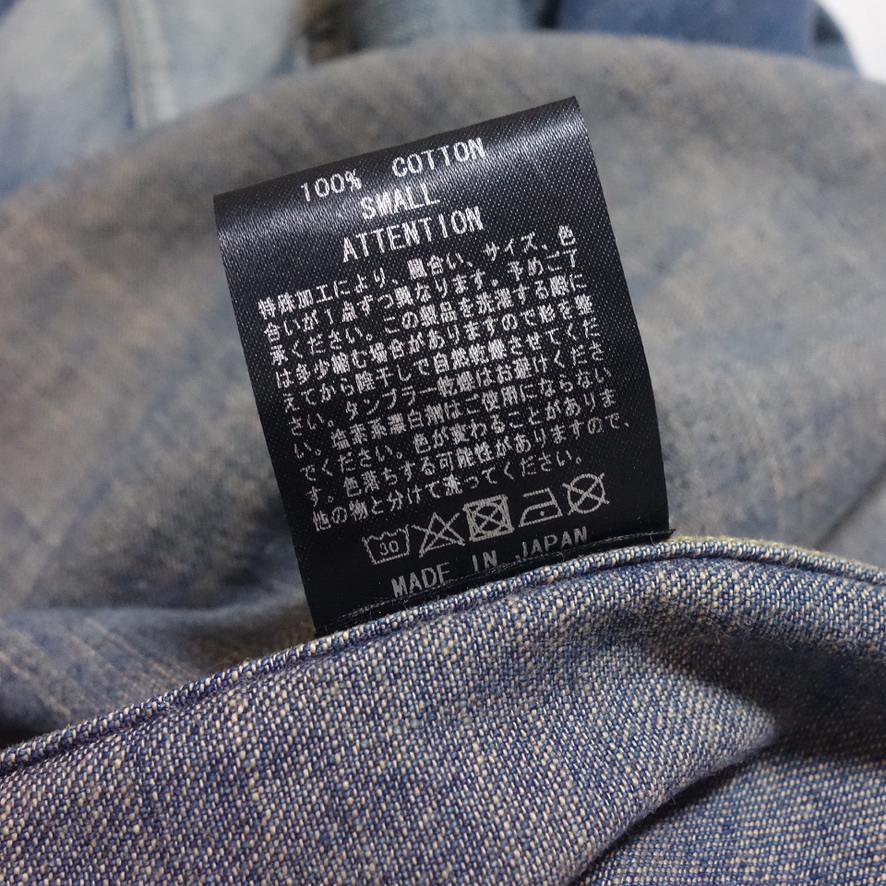 100% COTTON
SMALL
ATTENTION
特殊加工により、風合い、サイズ、色
合いが1点ずつ異なります。予めご了
承ください。この製品を洗濯する際に
は多少縮む場合がありますので形を整
えてから陰干しで自然乾燥させてくだ
さい。タンブラー乾燥はお避けくださ
い。塩素系漂白剤はご使用にならない
でください。色が変わることがありま
す。色落ちする可能性がありますので、
他の物と分けて洗ってください。
30
MADE IN JAPAN